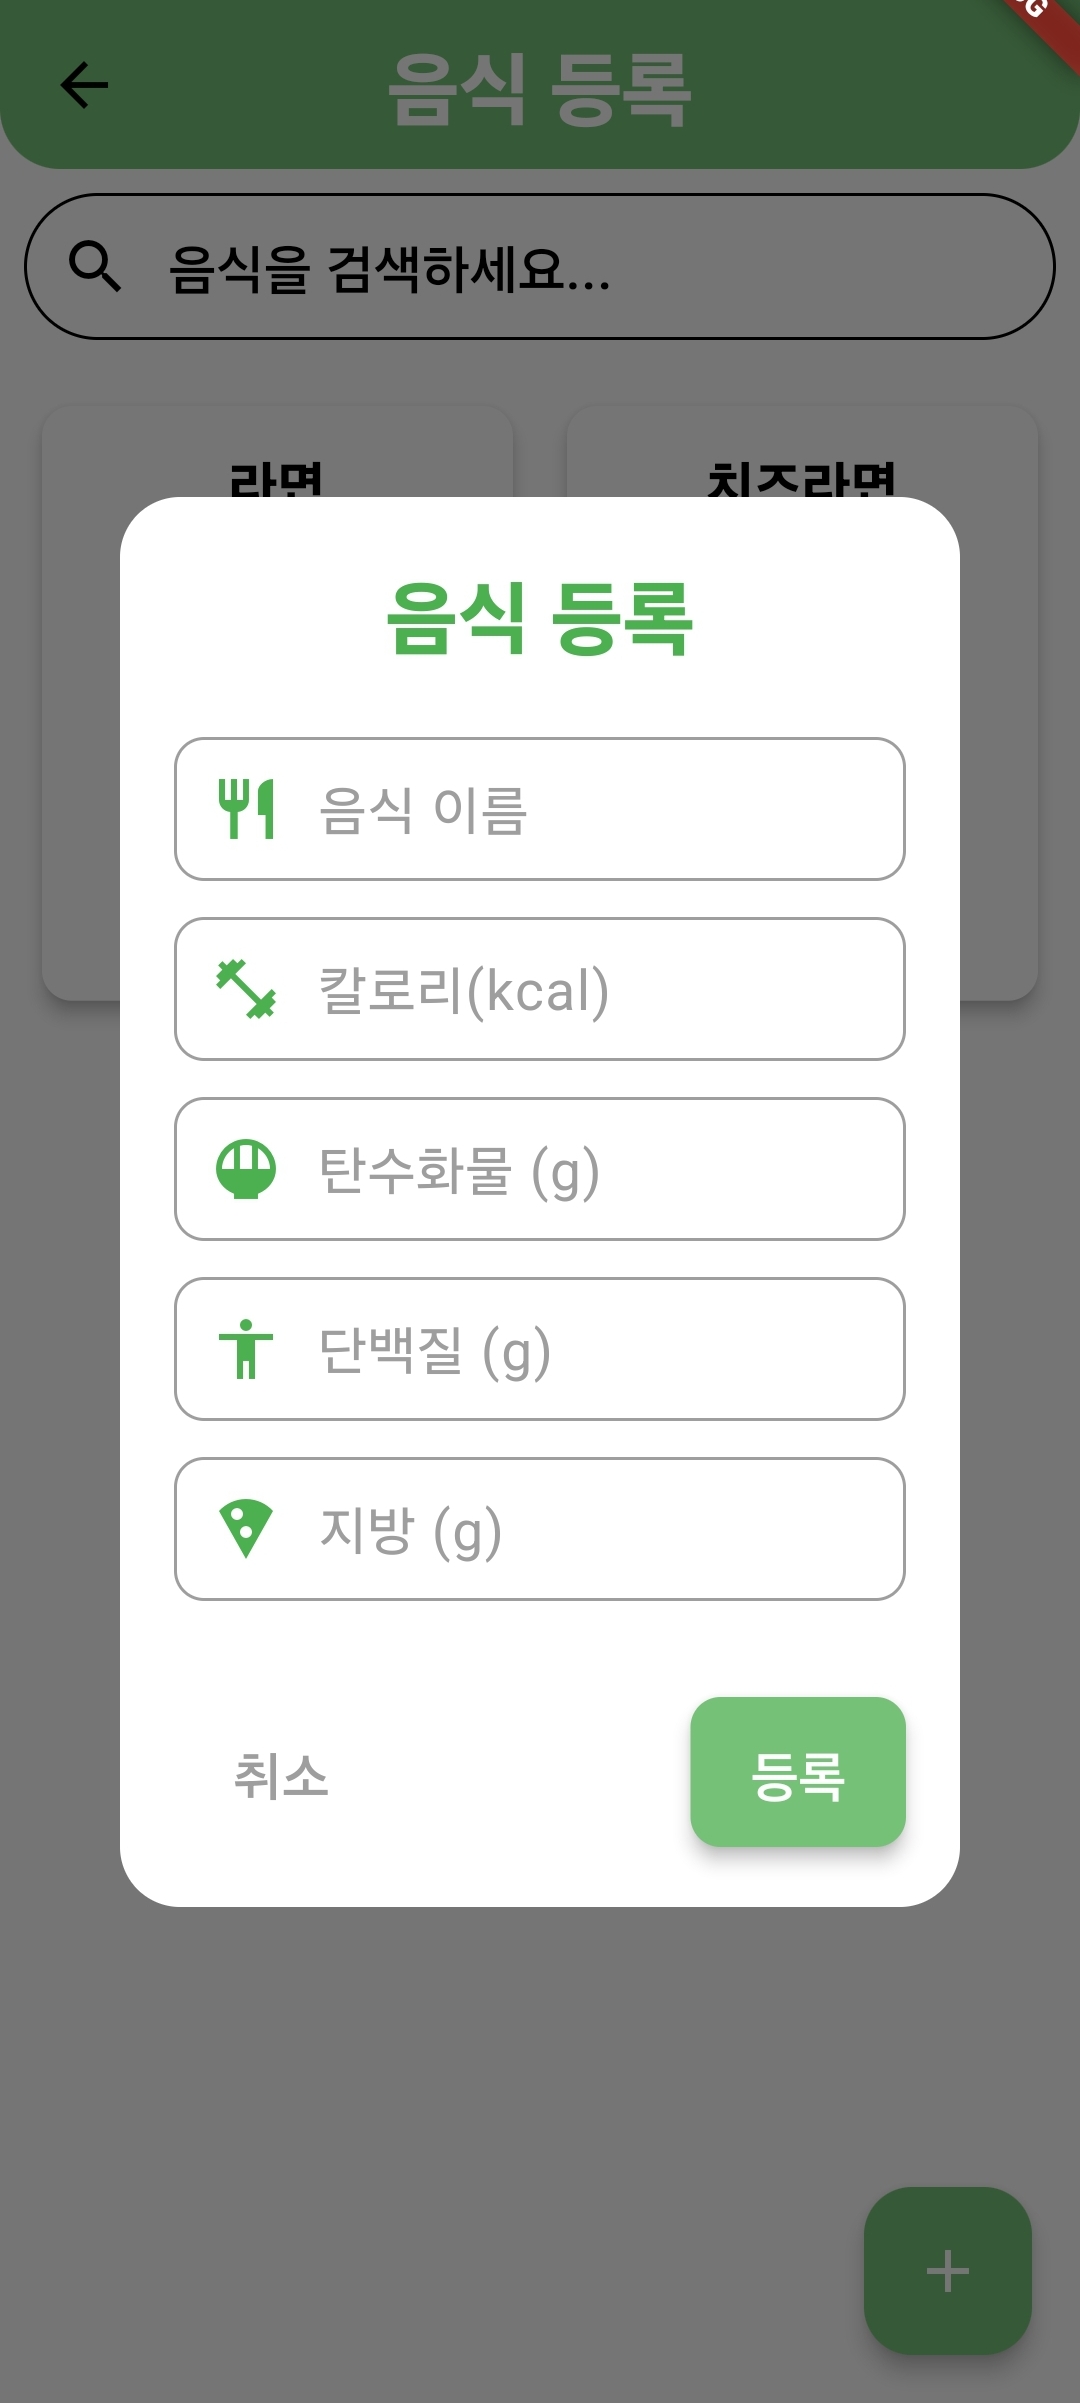 음식 등록
음식을 검색하세요...
라면
치즈라면
음식 등록
음식 이름
칼로리(kcal)
탄수화물 (g)
단백질 (g)
지방 (g)
취소
등록